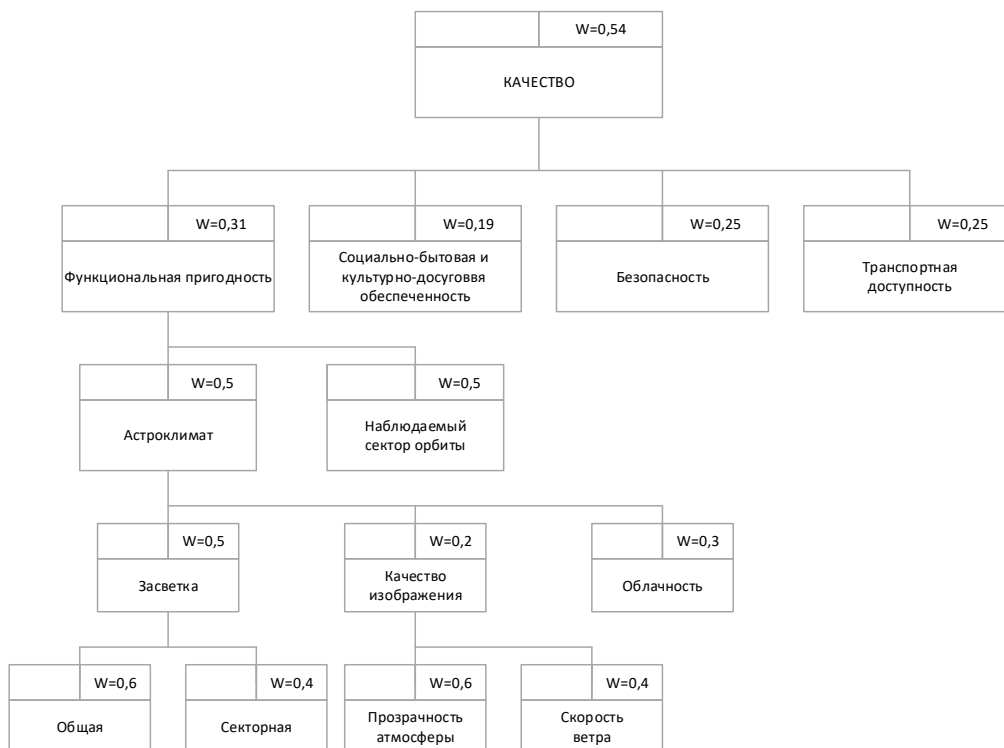 W=0,54
КАЧЕСТВО
W=0,31
W=0,19
W=0,25
W=0,25
Функциональная пригодность
Социально-бытовая и
культурно-досуговвя
обеспеченность
Безопасность
Транспортная
доступность
W=0,5
W=0,5
Астроклимат
Наблюдаемый
сектор орбиты
W=0,5
W=0,2
W=0,3
Засветка
Качество
изображения
Облачность
W=0,6
W=0,4
W=0,6
W=0,4
Общая
Секторная
Прозрачность
атмосферы
Скорость
ветра